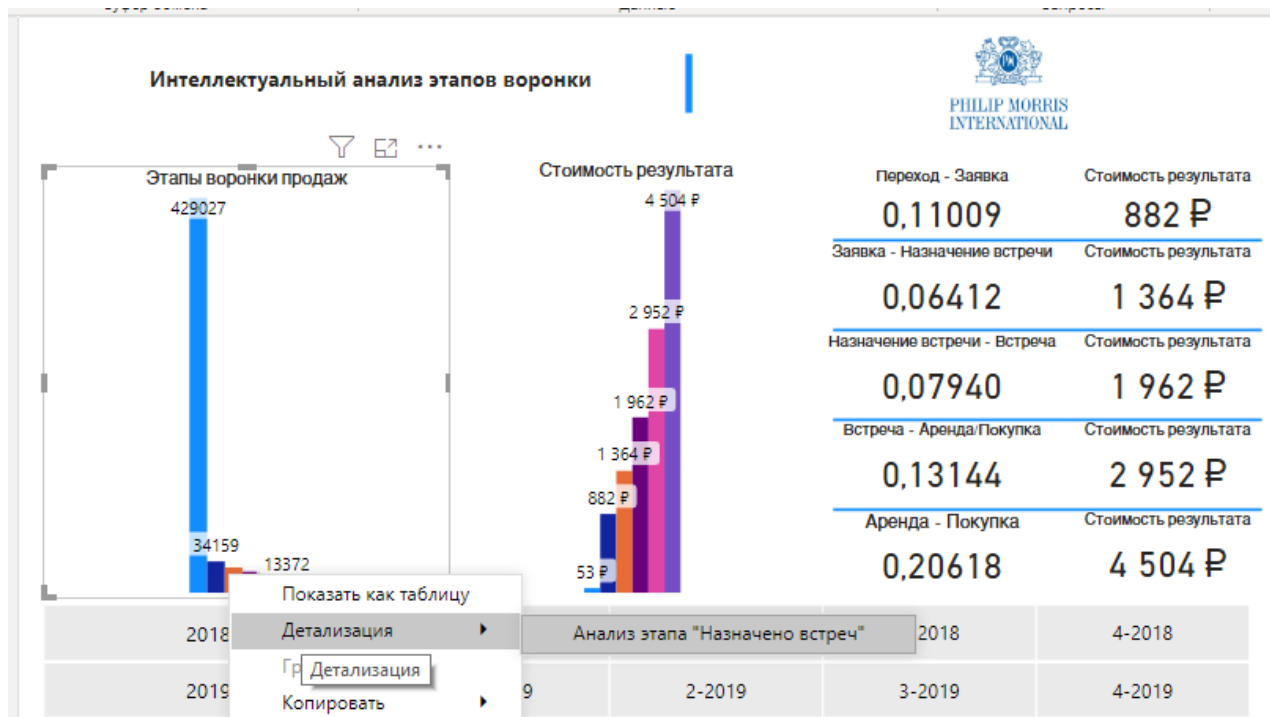 Интеллектуальный анализ этапов воронки
PHILIP MORRIS
INTERNATIONAL
Этапы воронки продаж
429027
34159
13372
Стоимость результата
4 504 ₽
2 952 ₽
1 962 ₽
1 364 ₽
882 ₽
53 ₽
Переход - Заявка Стоимость результата
0,11009 882 ₽
Заявка - Назначение встречи Стоимость результата
0,06412 1 364 ₽
Назначение встречи - Встреча Стоимость результата
0,07940 1 962 ₽
Встреча - Аренда/Покупка Стоимость результата
0,13144 2 952 ₽
Аренда - Покупка Стоимость результата
0,20618 4 504 ₽
Показать как таблицу
Детализация
Анализ этапа "Назначено встреч"
Детализация
Копировать
2018 2018 4-2018
2019 9 2-2019 3-2019 4-2019